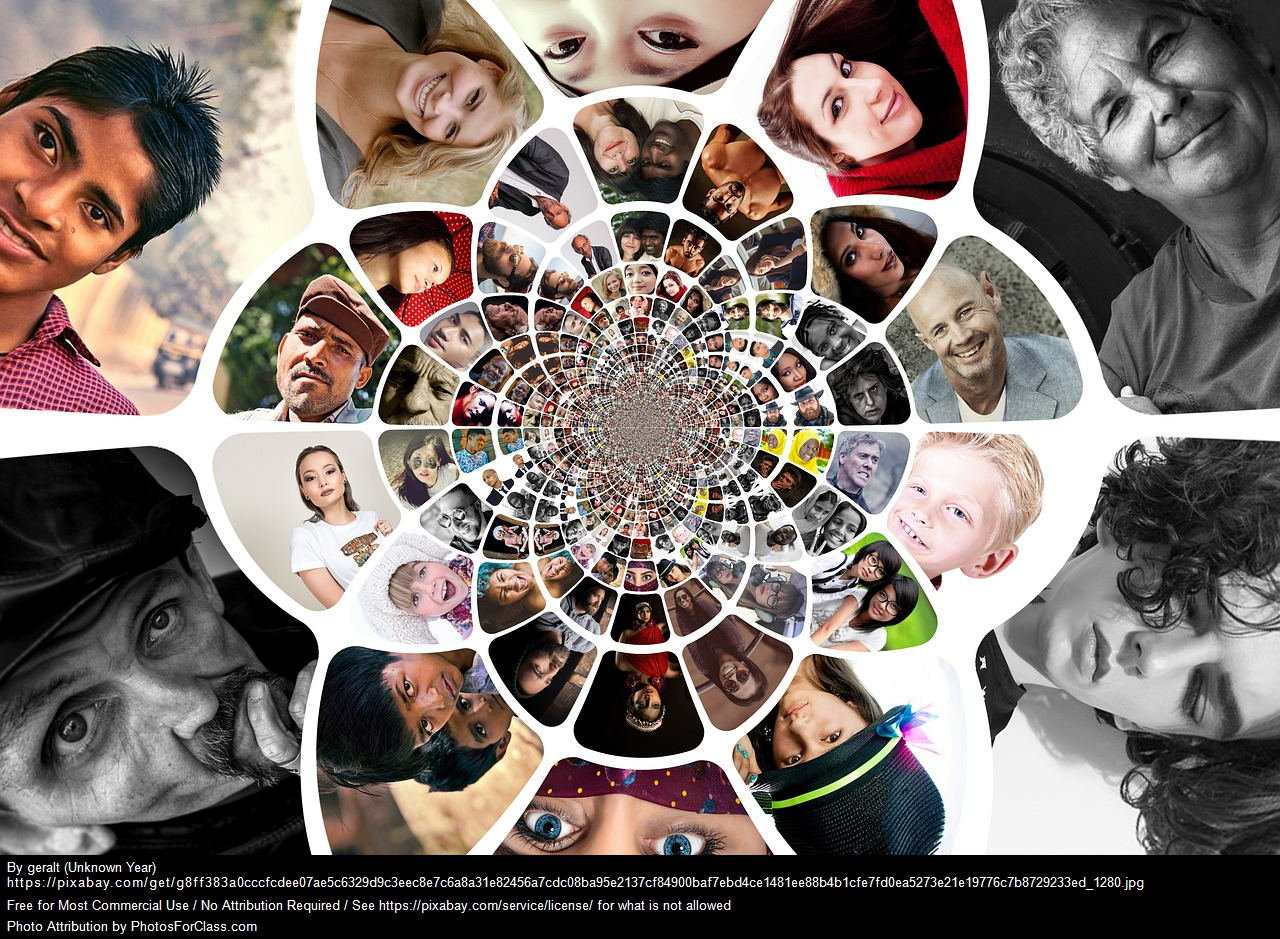 By geralt (Unknown Year)
https://pixabay.com/get/g8ff383a0cccfcdee07ae5c6329d9c3eec8e7c6a8a31e82456a7cdc08ba95e2137cf84900baf7ebd4ce1481ee88b4b1cfe7fd0ea5273e21e19776c7b8729233ed_1280.jpg
Free for Most Commercial Use / No Attribution Required / See https://pixabay.com/service/license/ for what is not allowed
Photo Attribution by PhotosForClass.com